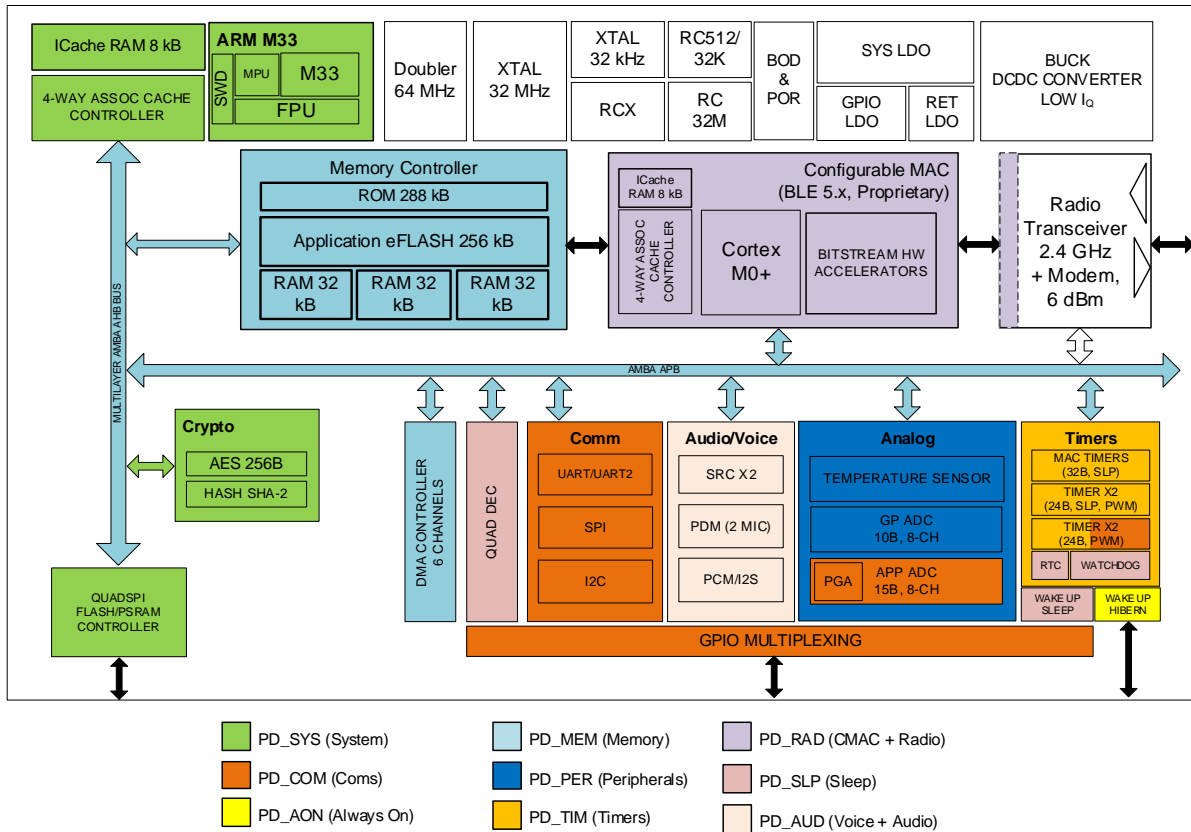 ICache RAM 8 kB
4-WAY ASSOC CACHE
CONTROLLER
ARM M33
SWD
MPU
M33
FPU
Doubler
64 MHz
XTAL
32 MHz
XTAL
32 kHz
RCX
RC512/
32K
RC
32M
BOD
&
POR
SYS LDO
GPIO
LDO
RET
LDO
BUCK
DCDC CONVERTER
LOW IQ
Memory Controller
ROM 288 kB
Application eFLASH 256 kB
RAM 32
kB
RAM 32
kB
RAM 32
kB
Configurable MAC
(BLE 5.x, Proprietary)
ICache
RAM 8 kB
4-WAY ASSOC
CACHE
CONTROLLER
Cortex
M0+
BITSTREAM HW
ACCELERATORS
Radio
Transceiver
2.4 GHz
+ Modem,
6 dBm
MULTILAYER AMBA AHB BUS
AMBA APB
Crypto
AES 256B
HASH SHA-2
QUADSPI
FLASH/PSRAM
CONTROLLER
DMA CONTROLLER
6 CHANNELS
QUAD DEC
Comm
UART/UART2
SPI
I2C
Audio/Voice
SRC X2
PDM (2 MIC)
PCM/I2S
Analog
TEMPERATURE SENSOR
GP ADC
10B, 8-CH
PGA
APP ADC
15B, 8-CH
Timers
MAC TIMERS
(32B, SLP)
TIMER X2
(24B, SLP, PWM)
TIMER X2
(24B, PWM)
RTC
WATCHDOG
WAKE UP
SLEEP
WAKE UP
HIBERN
GPIO MULTIPLEXING
PD_SYS (System)
PD_MEM (Memory)
PD_RAD (CMAC + Radio)
PD_COM (Coms)
PD_PER (Peripherals)
PD_SLP (Sleep)
PD_AON (Always On)
PD_TIM (Timers)
PD_AUD (Voice + Audio)